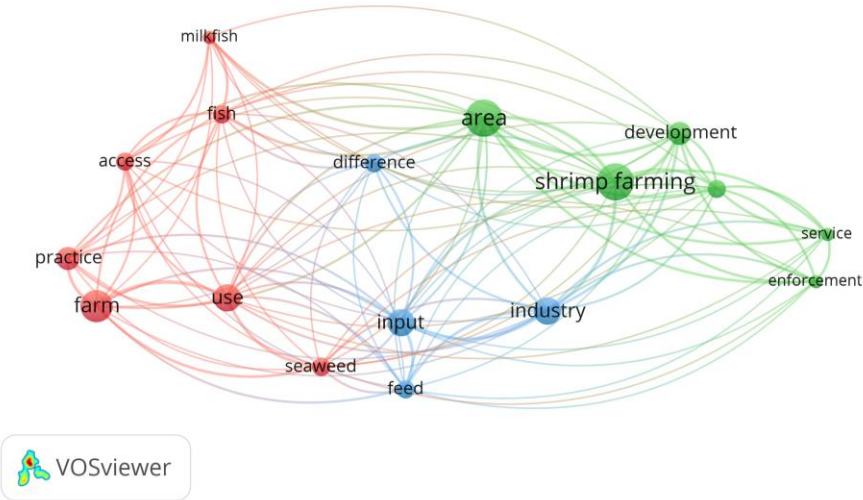 milkfish
fish
area
development
access
difference
shrimp farming
service
practice
enforcement
farm
use
input
industry
seaweed
feed
VOSviewer